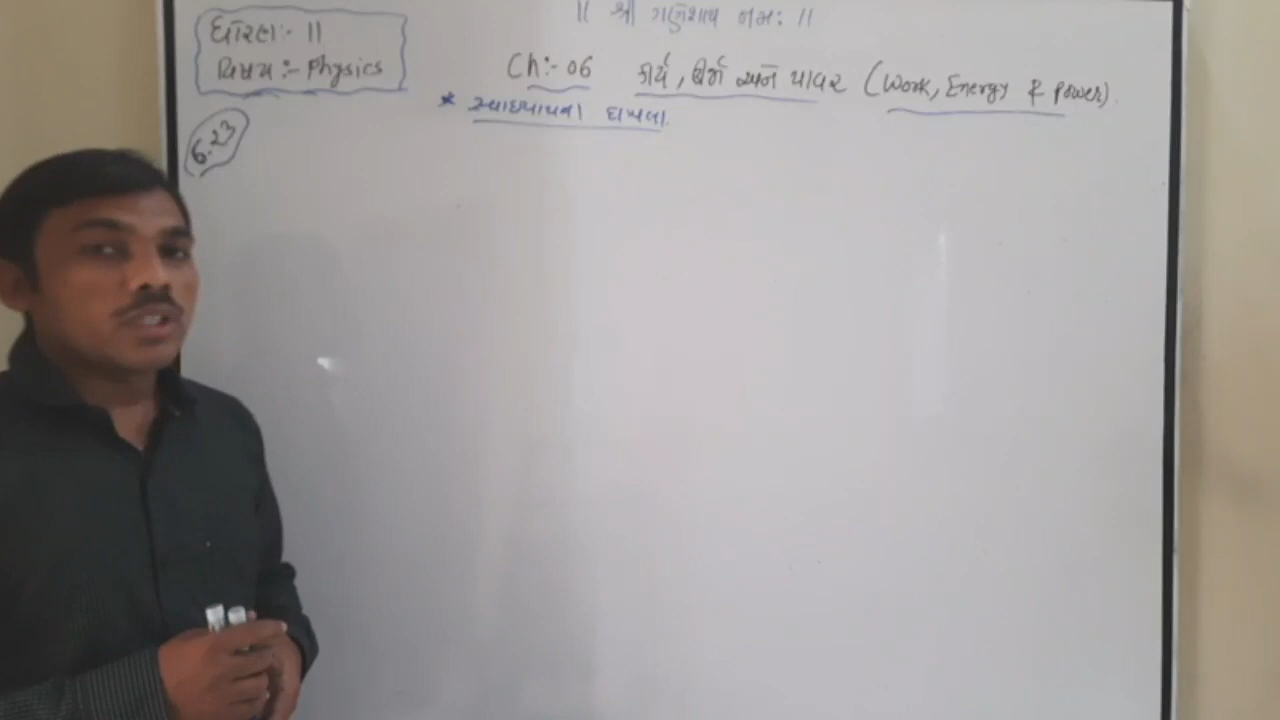 || શ્રી ગણેશાય નમઃ ||
ધોરણ:- 11
વિષય:- Physics
Ch:- 06 કાર્ય, ઊર્જા અને પાવર (Work, Energy & Power).
* સ્વાધ્યાયના દાખલા.
6.23